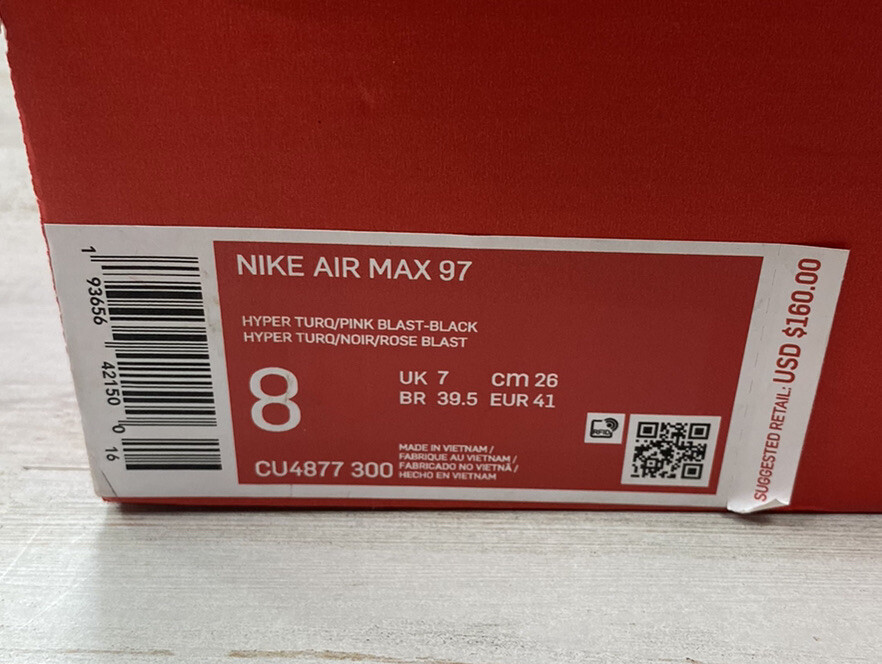 NIKE AIR MAX 97
HYPER TURQ/PINK BLAST-BLACK
HYPER TURQ/NOIR/ROSE BLAST
8
UK 7 cm 26
BR 39.5 EUR 41
CU4877 300
MADE IN VIETNAM /
FABRIQUE AU VIETNAM /
FABRICADO NO VIETNÃ /
HECHO EN VIETNAM
1 93656 42150 0 16
SUGGESTED RETAIL: USD $160.00